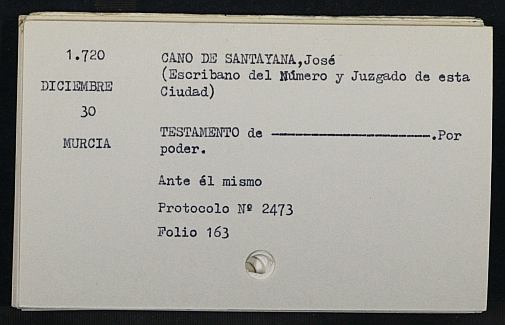 1.720
DICIEMBRE
30
MURCIA
CANO DE SANTAYANA,José
(Escribano del Número y Juzgado de esta
Ciudad)
TESTAMENTO de ----------------------.Por
poder.
Ante él mismo
Protocolo Nº 2473
Folio 163